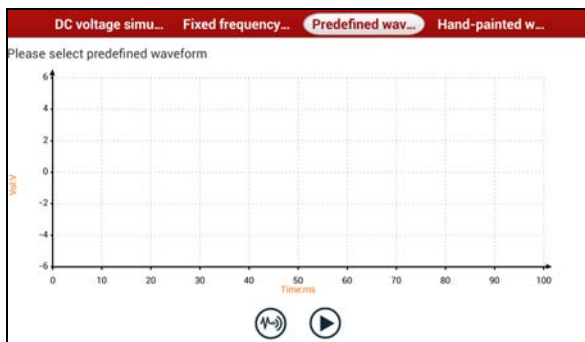 DC voltage simu... Fixed frequency... Predefined wav... Hand-painted w...
Please select predefined waveform
6
4
2
0
Vol:V
-2
-4
-6
0 10 20 30 40 50 60 70 80 90 100
Time:ms